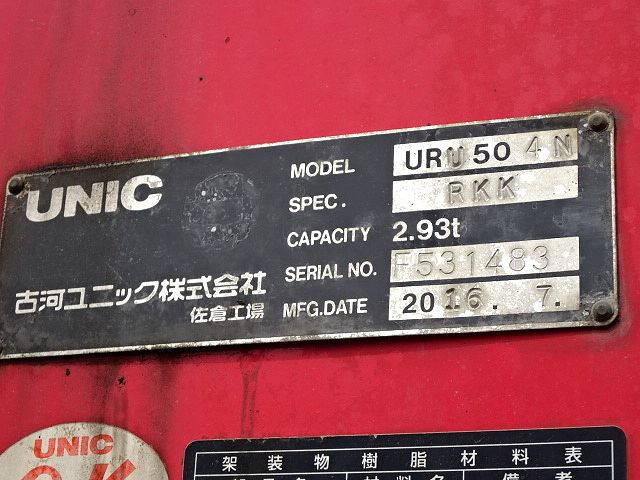 UNIC
MODEL URU504N
SPEC. RKK
CAPACITY 2.93t
SERIAL NO. F531483
MFG.DATE 2016. 7.
古河ユニック株式会社
佐倉工場
UNIC
架装物樹脂材料表
備考